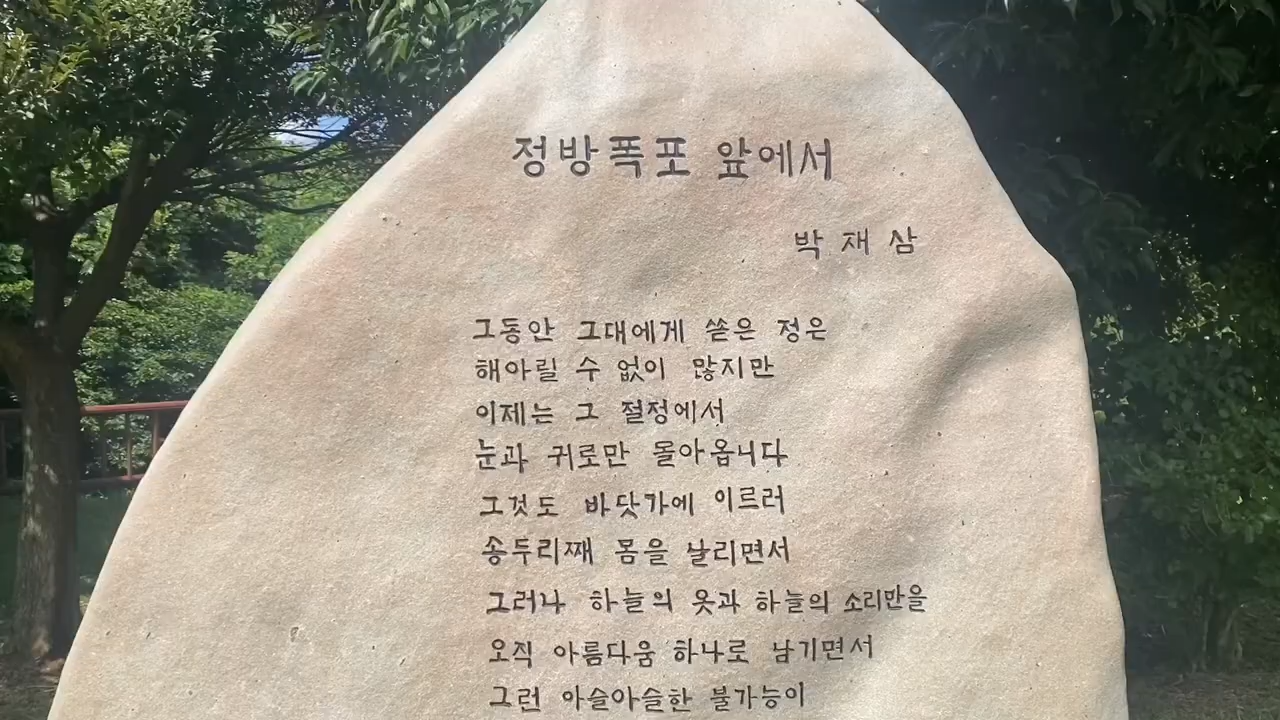 정방폭포 앞에서
박재삼
그동안 그대에게 쏟은 정은
해아릴 수 없이 많지만
이제는 그 절정에서
눈과 귀로만 몰아옵니다
그것도 바닷가에 이르러
송두리째 몸을 날리면서
그러나 하늘의 옷과 하늘의 소리만을
오직 아름다움 하나로 남기면서
그런 아슬아슬한 불가능이